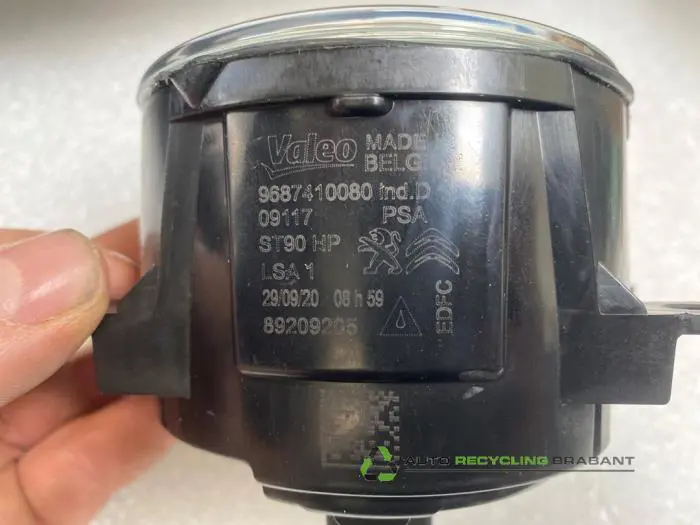 Valeo MADE
BELG
9687410080 ind.D
09117 PSA
ST90 HP
LSA 1
29/09/20 08 h 59
89209205
EDFC
AUTO RECYCLING BRABANT